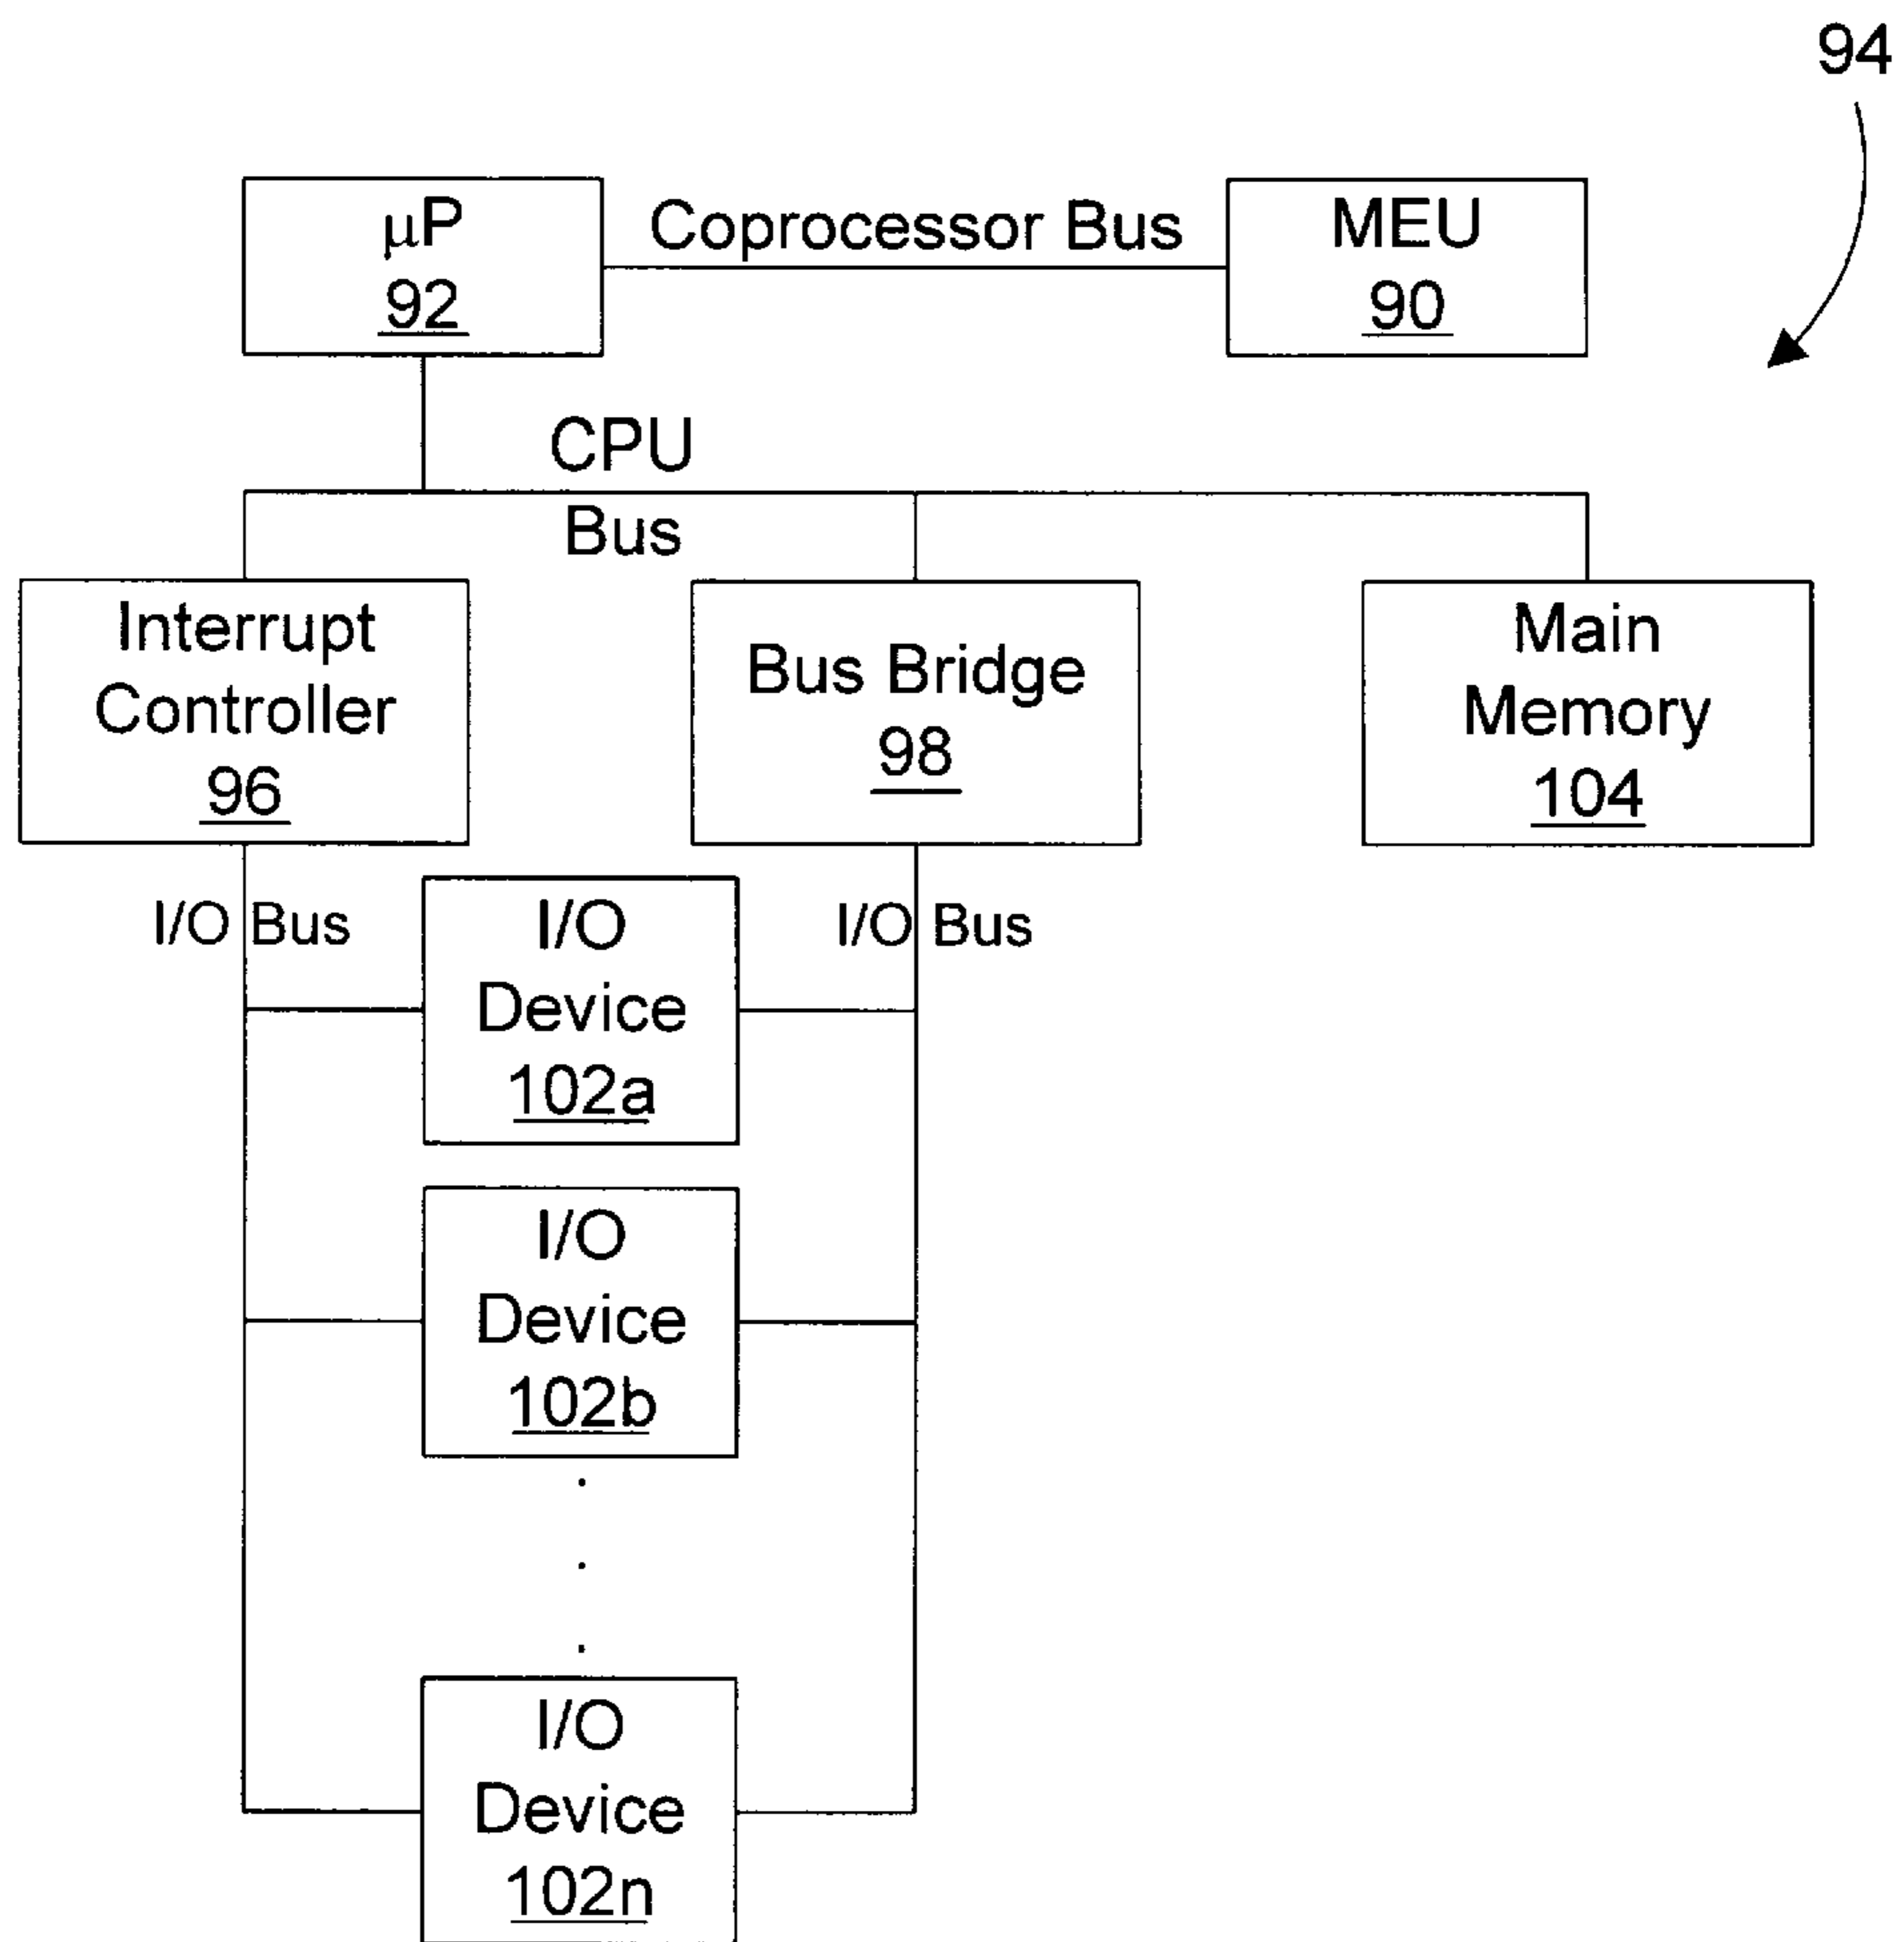 94
μP
92
Coprocessor Bus
MEU
90
CPU
Bus
Interrupt
Controller
96
Bus Bridge
98
Main
Memory
104
I/O Bus
I/O Bus
I/O
Device
102a
I/O
Device
102b
.
.
.
I/O
Device
102n